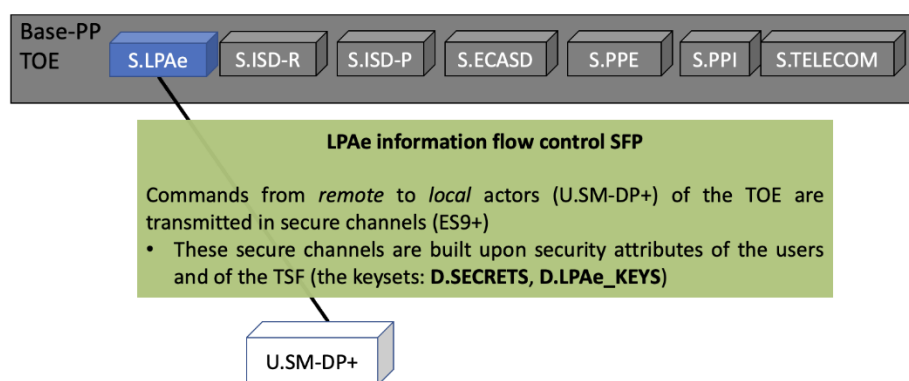 Base-PP
TOE
S.LPAe S.ISD-R S.ISD-P S.ECASD S.PPE S.PPI S.TELECOM
LPAe information flow control SFP
Commands from remote to local actors (U.SM-DP+) of the TOE are
transmitted in secure channels (ES9+)
• These secure channels are built upon security attributes of the users
and of the TSF (the keysets: D.SECRETS, D.LPAe_KEYS)
U.SM-DP+